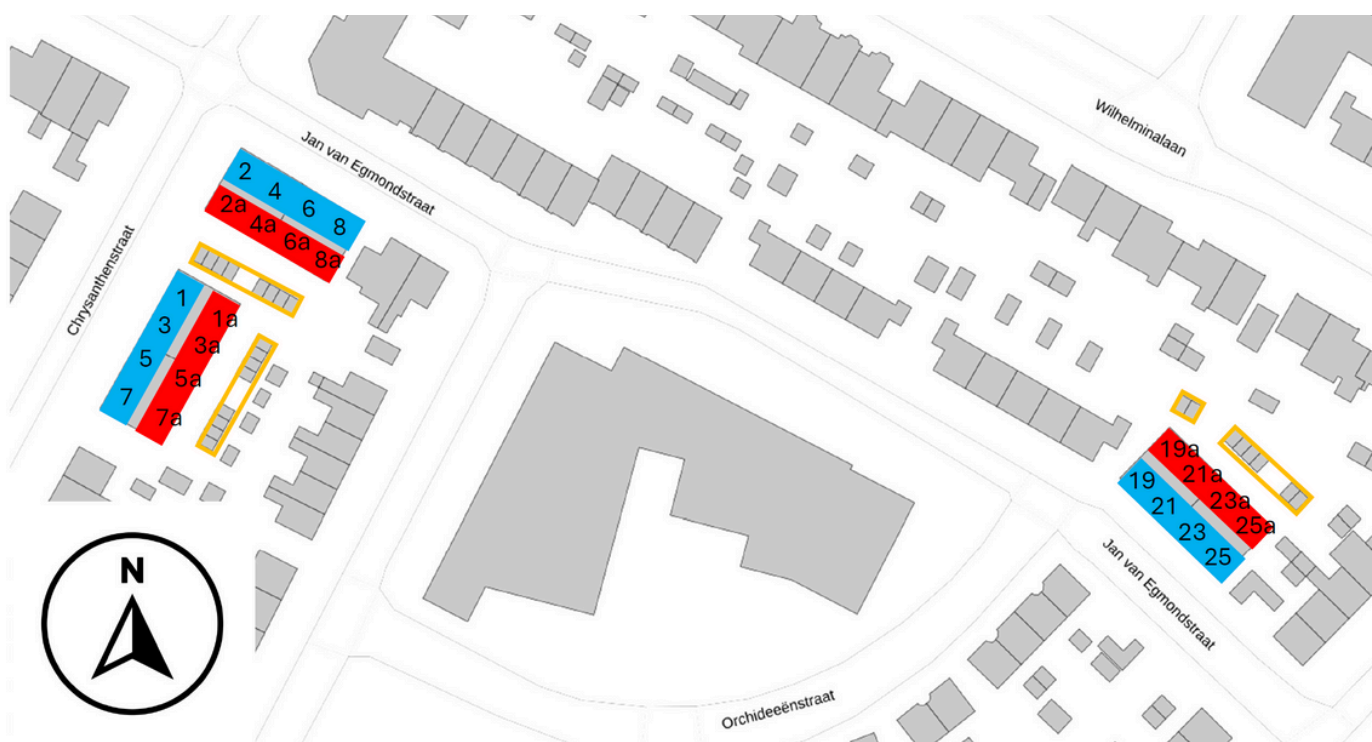 Wilhelminalaan
Jan van Egmondstraat
2
4
6
8
2a
4a
6a
8a
Chrysanthenstraat
1
3
5
7
1a
3a
5a
7a
19a
21a
23a
25a
19
21
23
25
Jan van Egmondstraat
N
Orchideeënstraat